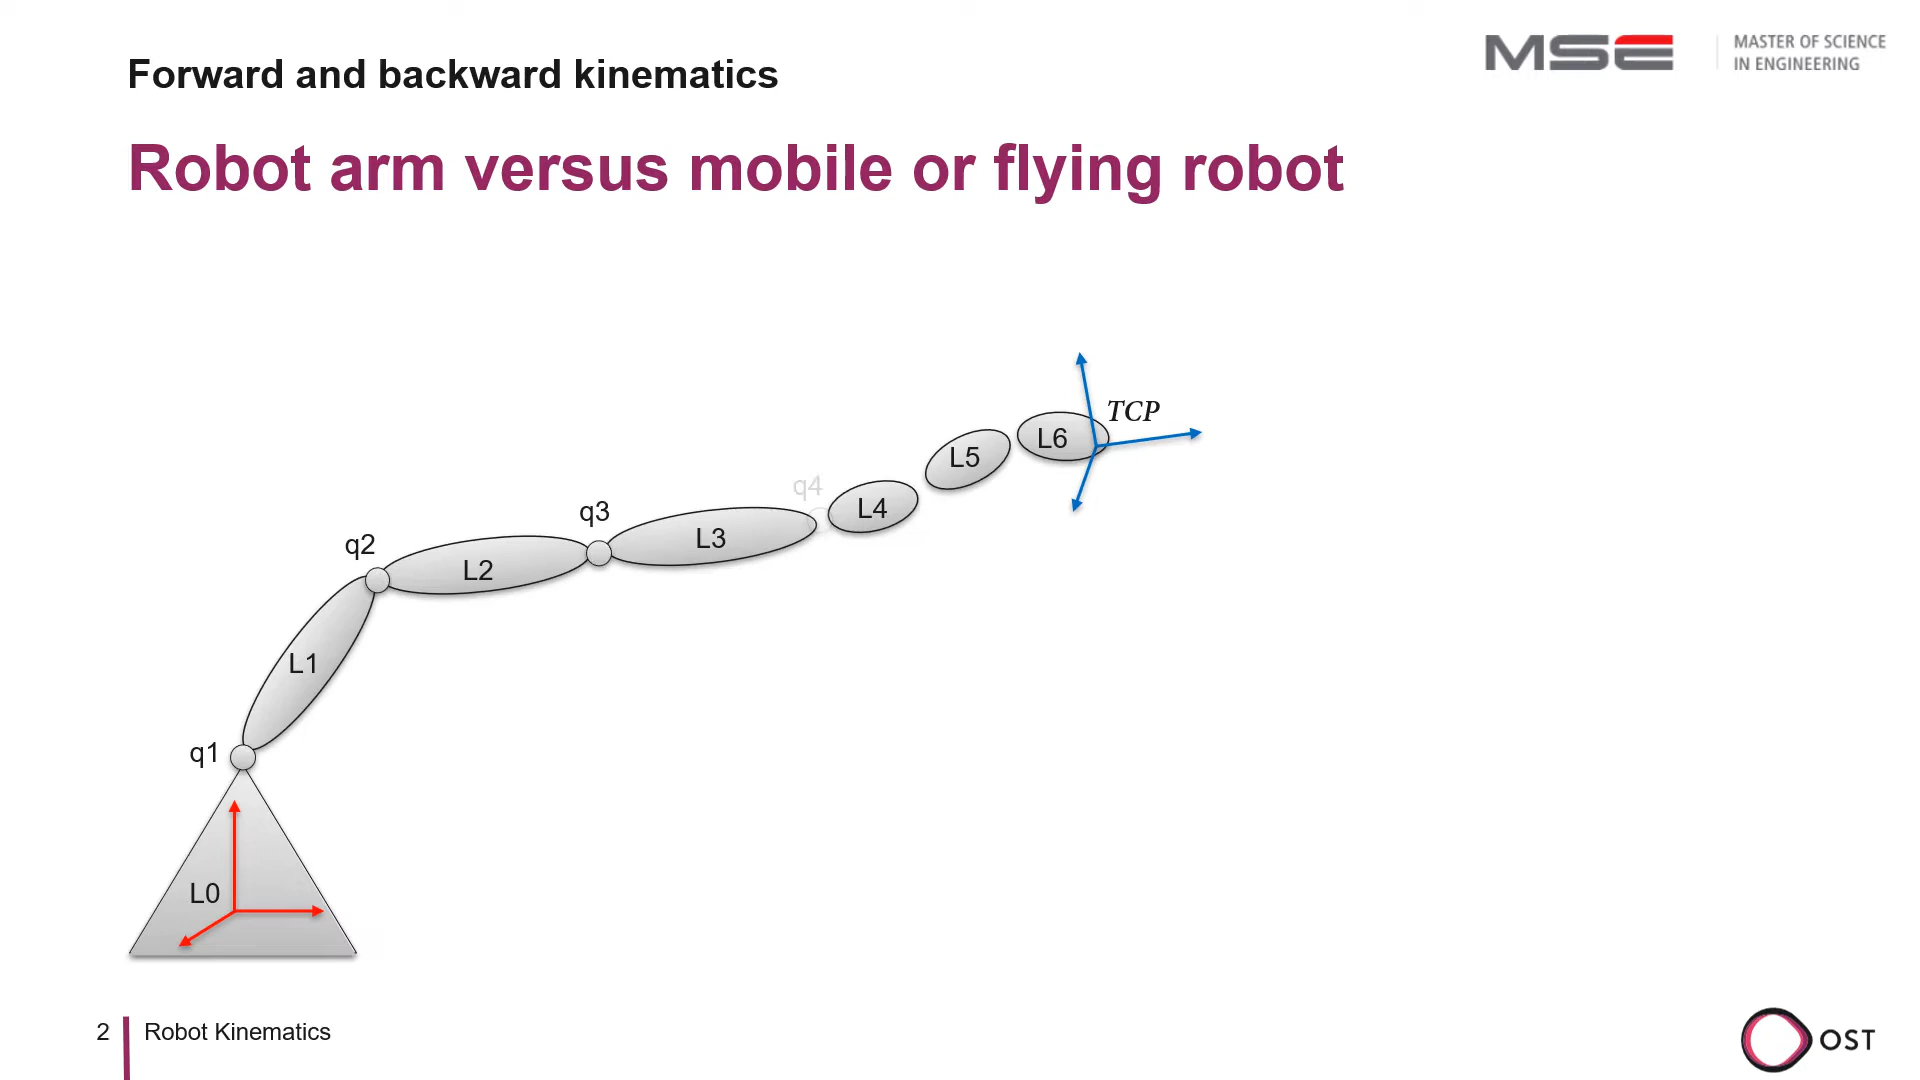 Forward and backward kinematics
MSE
MASTER OF SCIENCE
IN ENGINEERING
Robot arm versus mobile or flying robot
TCP
L6
L5
q4
L4
q3
L3
q2
L2
L1
q1
L0
2
Robot Kinematics
OST